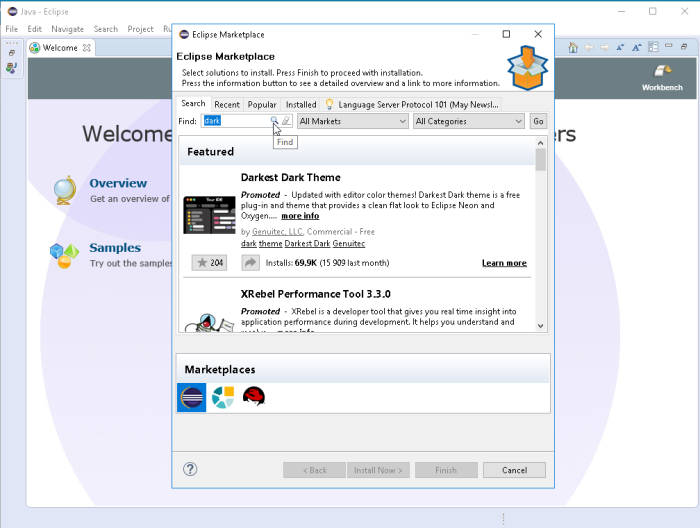 Java - Eclipse
File Edit Navigate Search Project
Welcome
Workbench
Welcome
Overview
Get an overview of
Samples
Try out the samples
Eclipse Marketplace
Eclipse Marketplace
Select solutions to install. Press Finish to proceed with installation.
Press the information button to see a detailed overview and a link to more information.
Search Recent Popular Installed Language Server Protocol 101 (May Newsl...
Find: dark All Markets All Categories Go
Find
Featured
Darkest Dark Theme
Promoted - Updated with editor color themes! Darkest Dark theme is a free
plug-in and theme that provides a clean flat look to Eclipse Neon and
Oxygen.... more info
by Genuitec, LLC, Commercial - Free
dark theme Darkest Dark Genuitec
204 Installs: 69,9K (15 909 last month) Learn more
XRebel Performance Tool 3.3.0
Promoted - XRebel is a developer tool that gives you real time insight into
application performance during development. It helps you understand and
Marketplaces
< Back Install Now > Finish Cancel